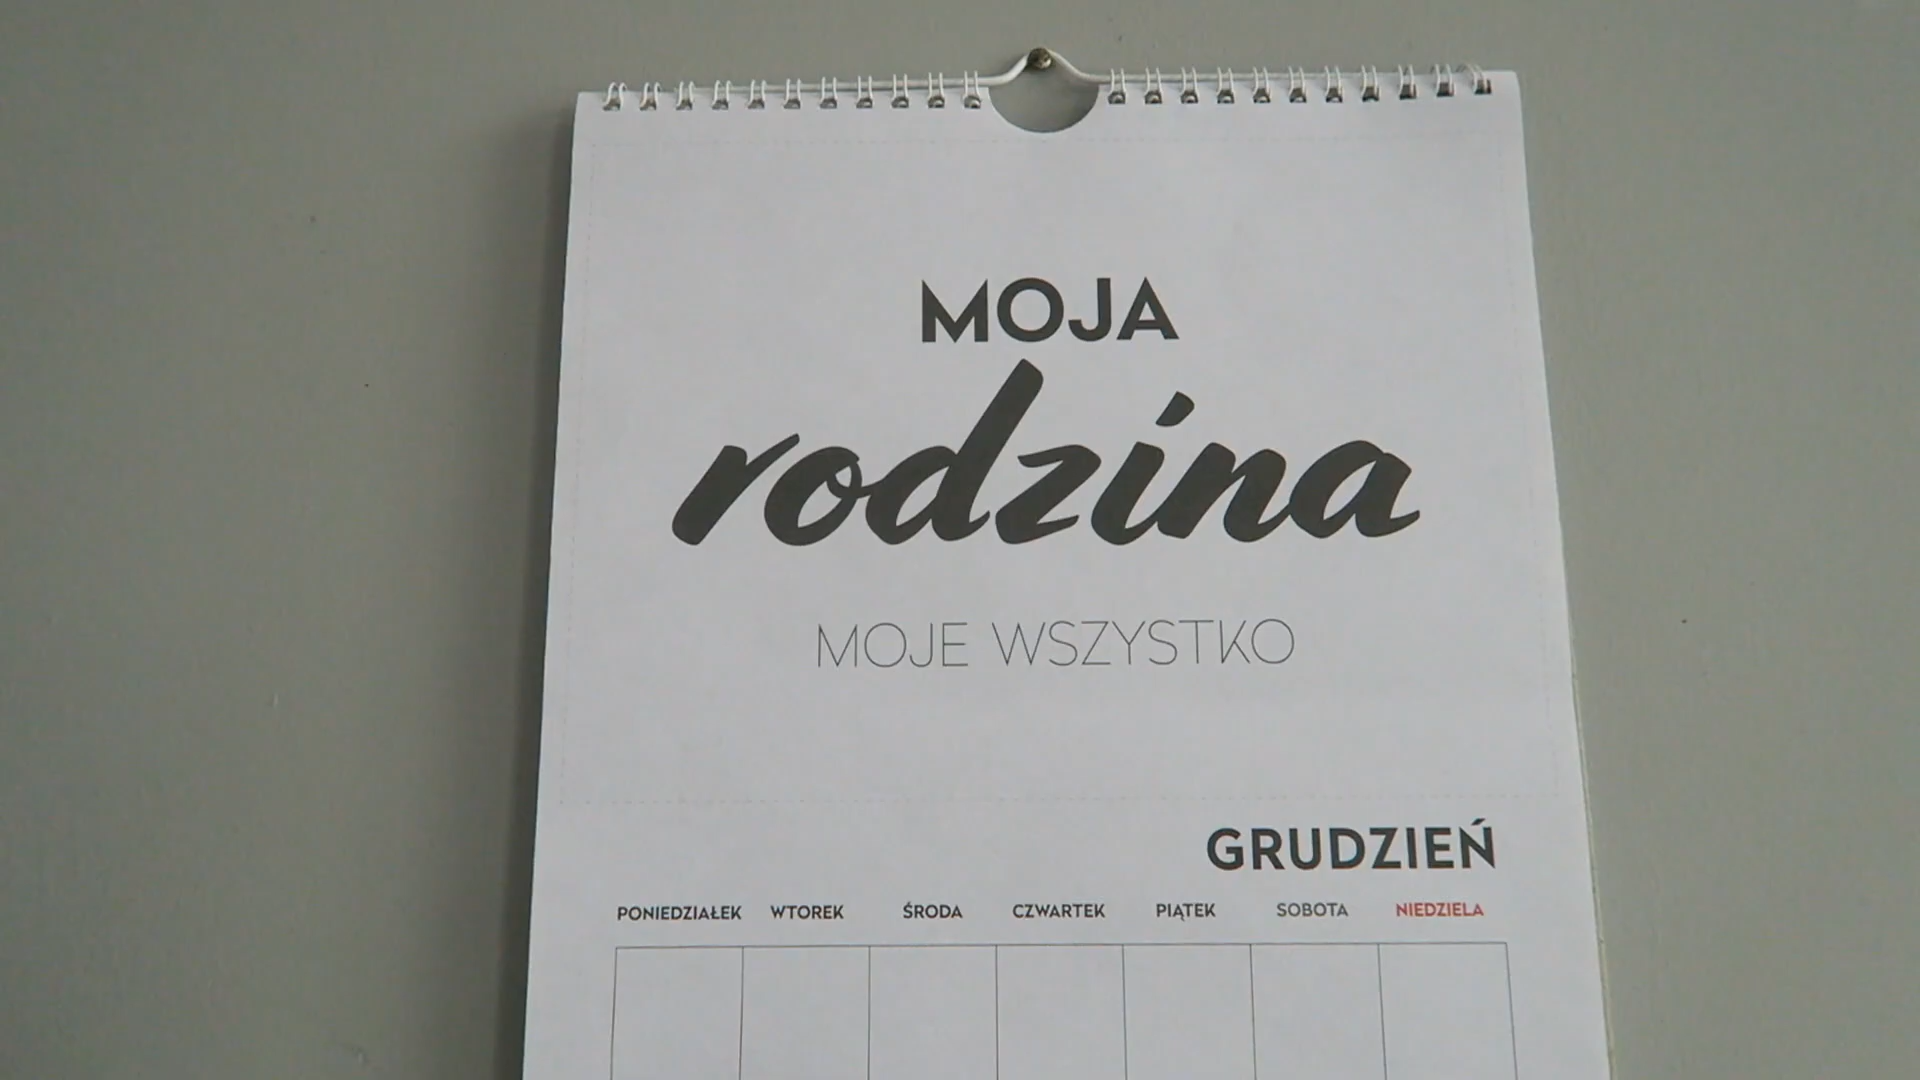 MOJA
rodzina
MOJE WSZYSTKO
GRUDZIEŃ
PONIEDZIAŁEK WTOREK ŚRODA CZWARTEK PIĄTEK SOBOTA NIEDZIELA